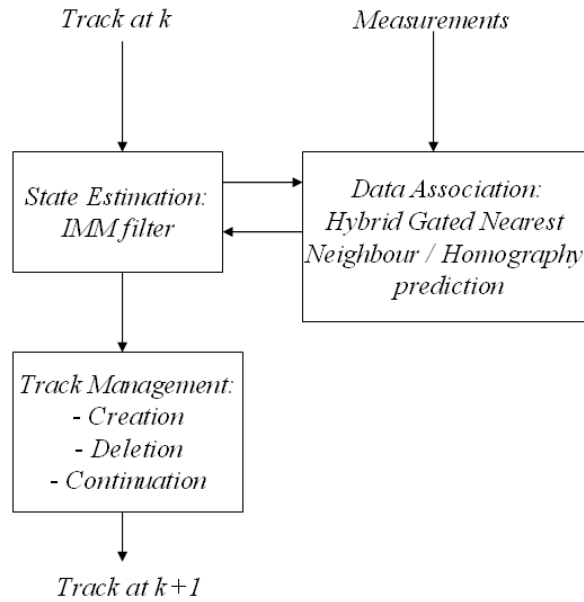 Track at k
Measurements
State Estimation:
IMM filter
Data Association:
Hybrid Gated Nearest
Neighbour / Homography
prediction
Track Management:
- Creation
- Deletion
- Continuation
Track at k+1